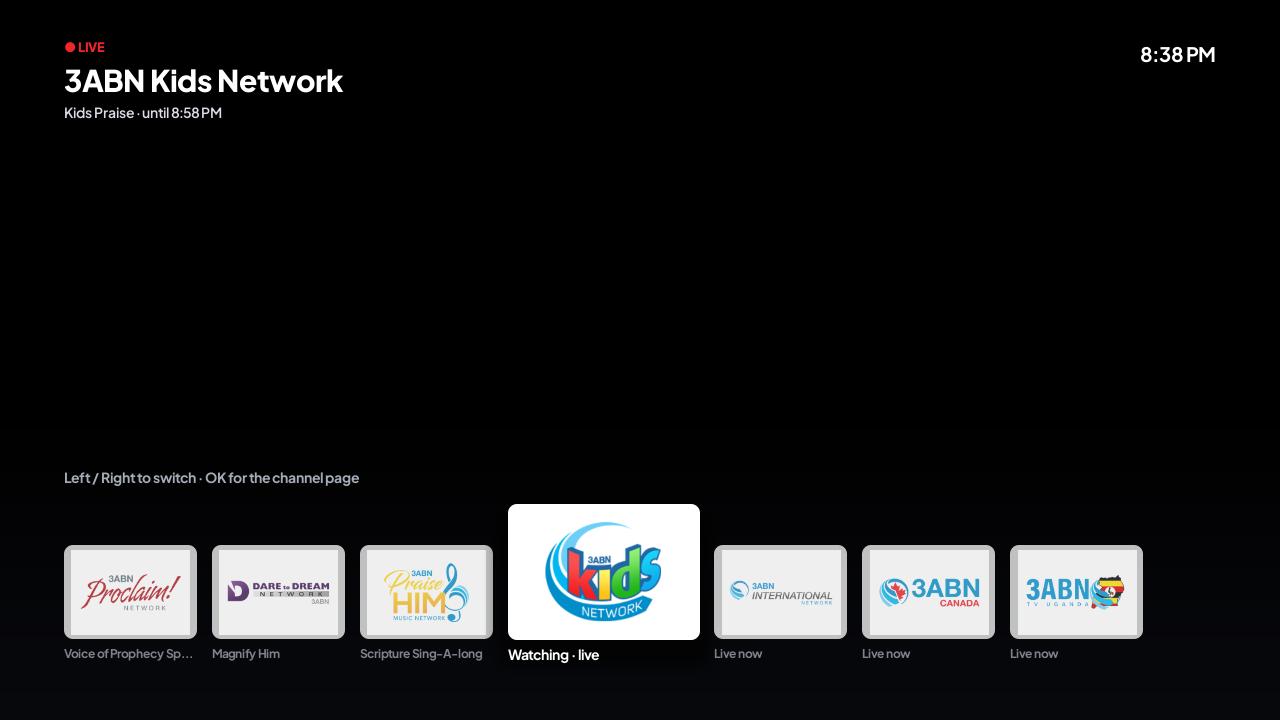 LIVE
3ABN Kids Network
Kids Praise · until 8:58 PM
8:38 PM
Left / Right to switch · OK for the channel page
3ABN
Proclaim!
NETWORK
DARE to DREAM
NETWORK
3ABN
3ABN
Praise
HIM
MUSIC NETWORK
3ABN
kids
NETWORK
3ABN
INTERNATIONAL
NETWORK
3ABN
CANADA
3ABN
TV UGANDA
Voice of Prophecy Sp...
Magnify Him
Scripture Sing-A-long
Watching · live
Live now
Live now
Live now